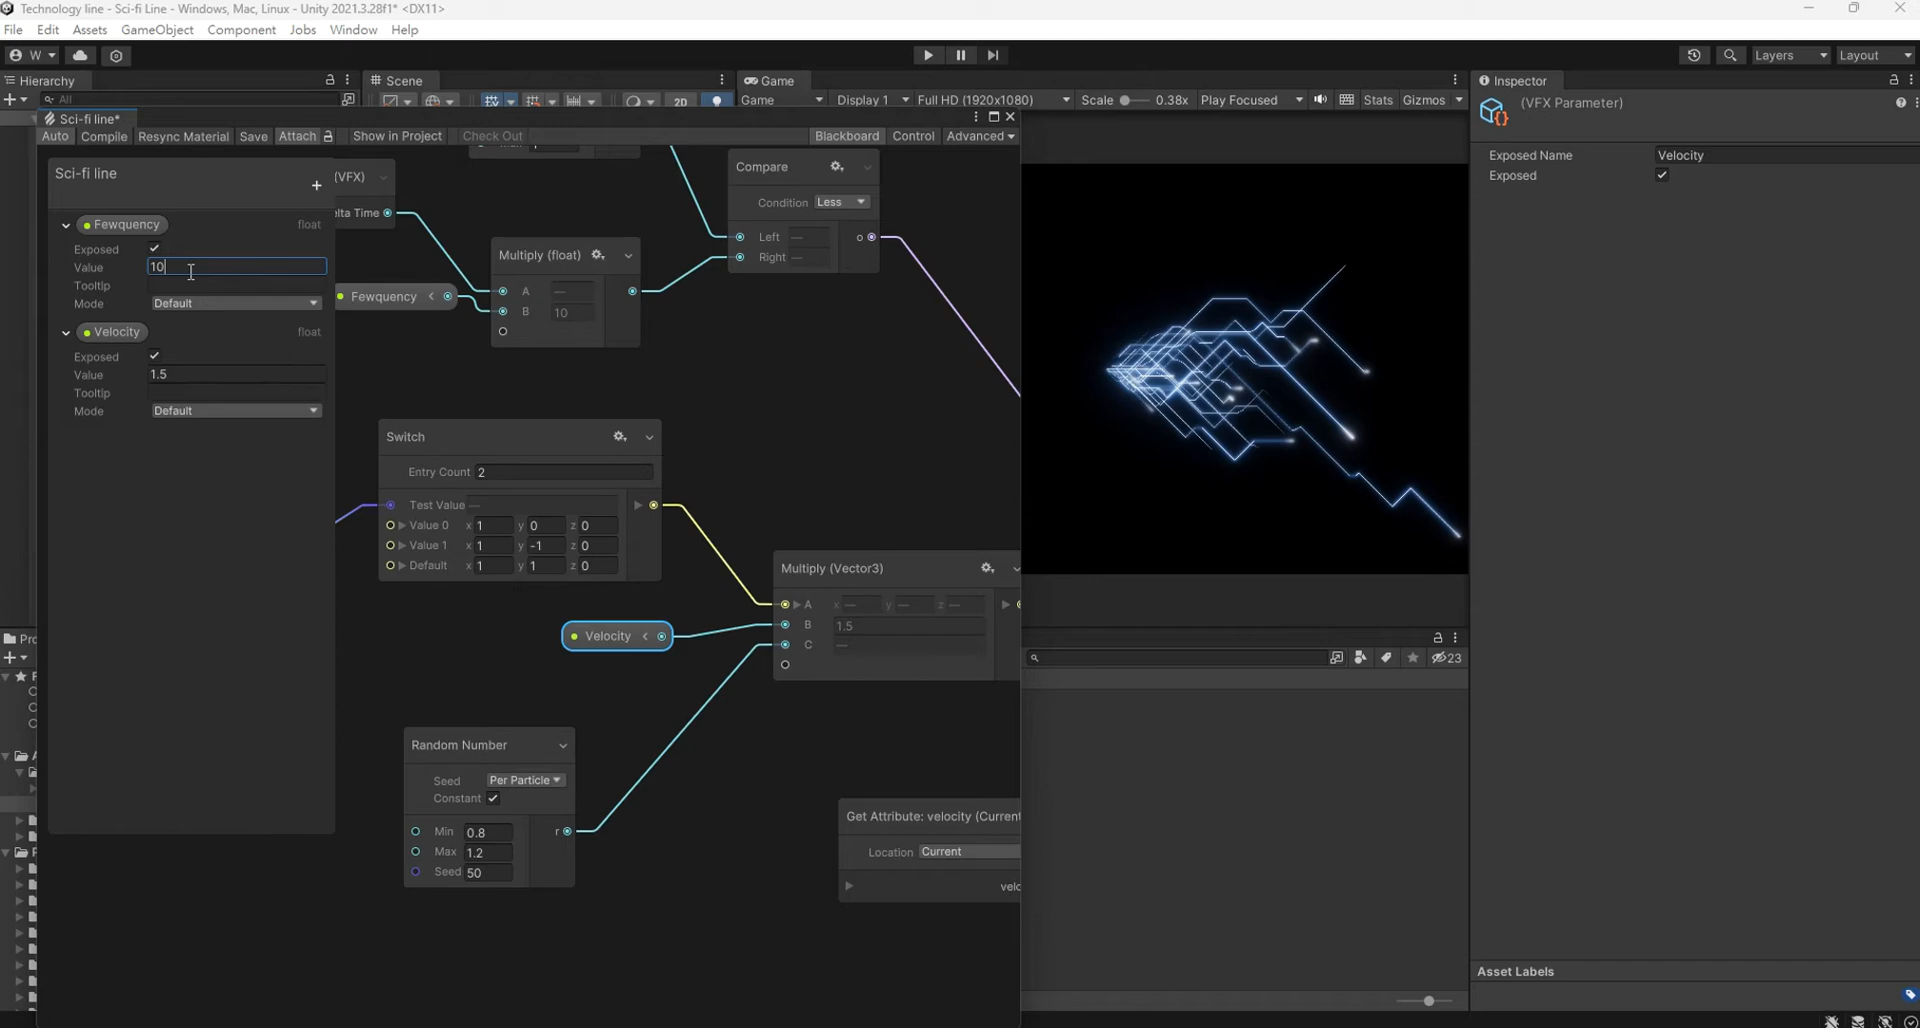 Technology line - Sci-fi Line - Windows, Mac, Linux - Unity 2021.3.28f1* <DX11>
File Edit Assets GameObject Component Jobs Window Help
W Layers Layout
Hierarchy Scene Game Inspector
All 2D Game Display 1 Full HD (1920x1080) Scale 0.38x Play Focused Stats Gizmos (VFX Parameter)
Sci-fi line*
Auto Compile Resync Material Save Attach Show in Project Check Out Blackboard Control Advanced
Exposed Name Velocity
Exposed
Sci-fi line
Fewquency float
Exposed
Value 10
Tooltip
Mode Default
Velocity float
Exposed
Value 1.5
Tooltip
Mode Default
(VFX)
elta Time
Fewquency
Multiply (float)
A
B 10
Compare
Condition Less
Left o
Right
Switch
Entry Count 2
Test Value
Value 0 x 1 y 0 z 0
Value 1 x 1 y -1 z 0
Default x 1 y 1 z 0
Velocity
Multiply (Vector3)
A x y z
B 1.5
C
Random Number
Seed Per Particle
Constant
Min 0.8 r
Max 1.2
Seed 50
Get Attribute: velocity (Current
Location Current
velo
Pro
23
Asset Labels